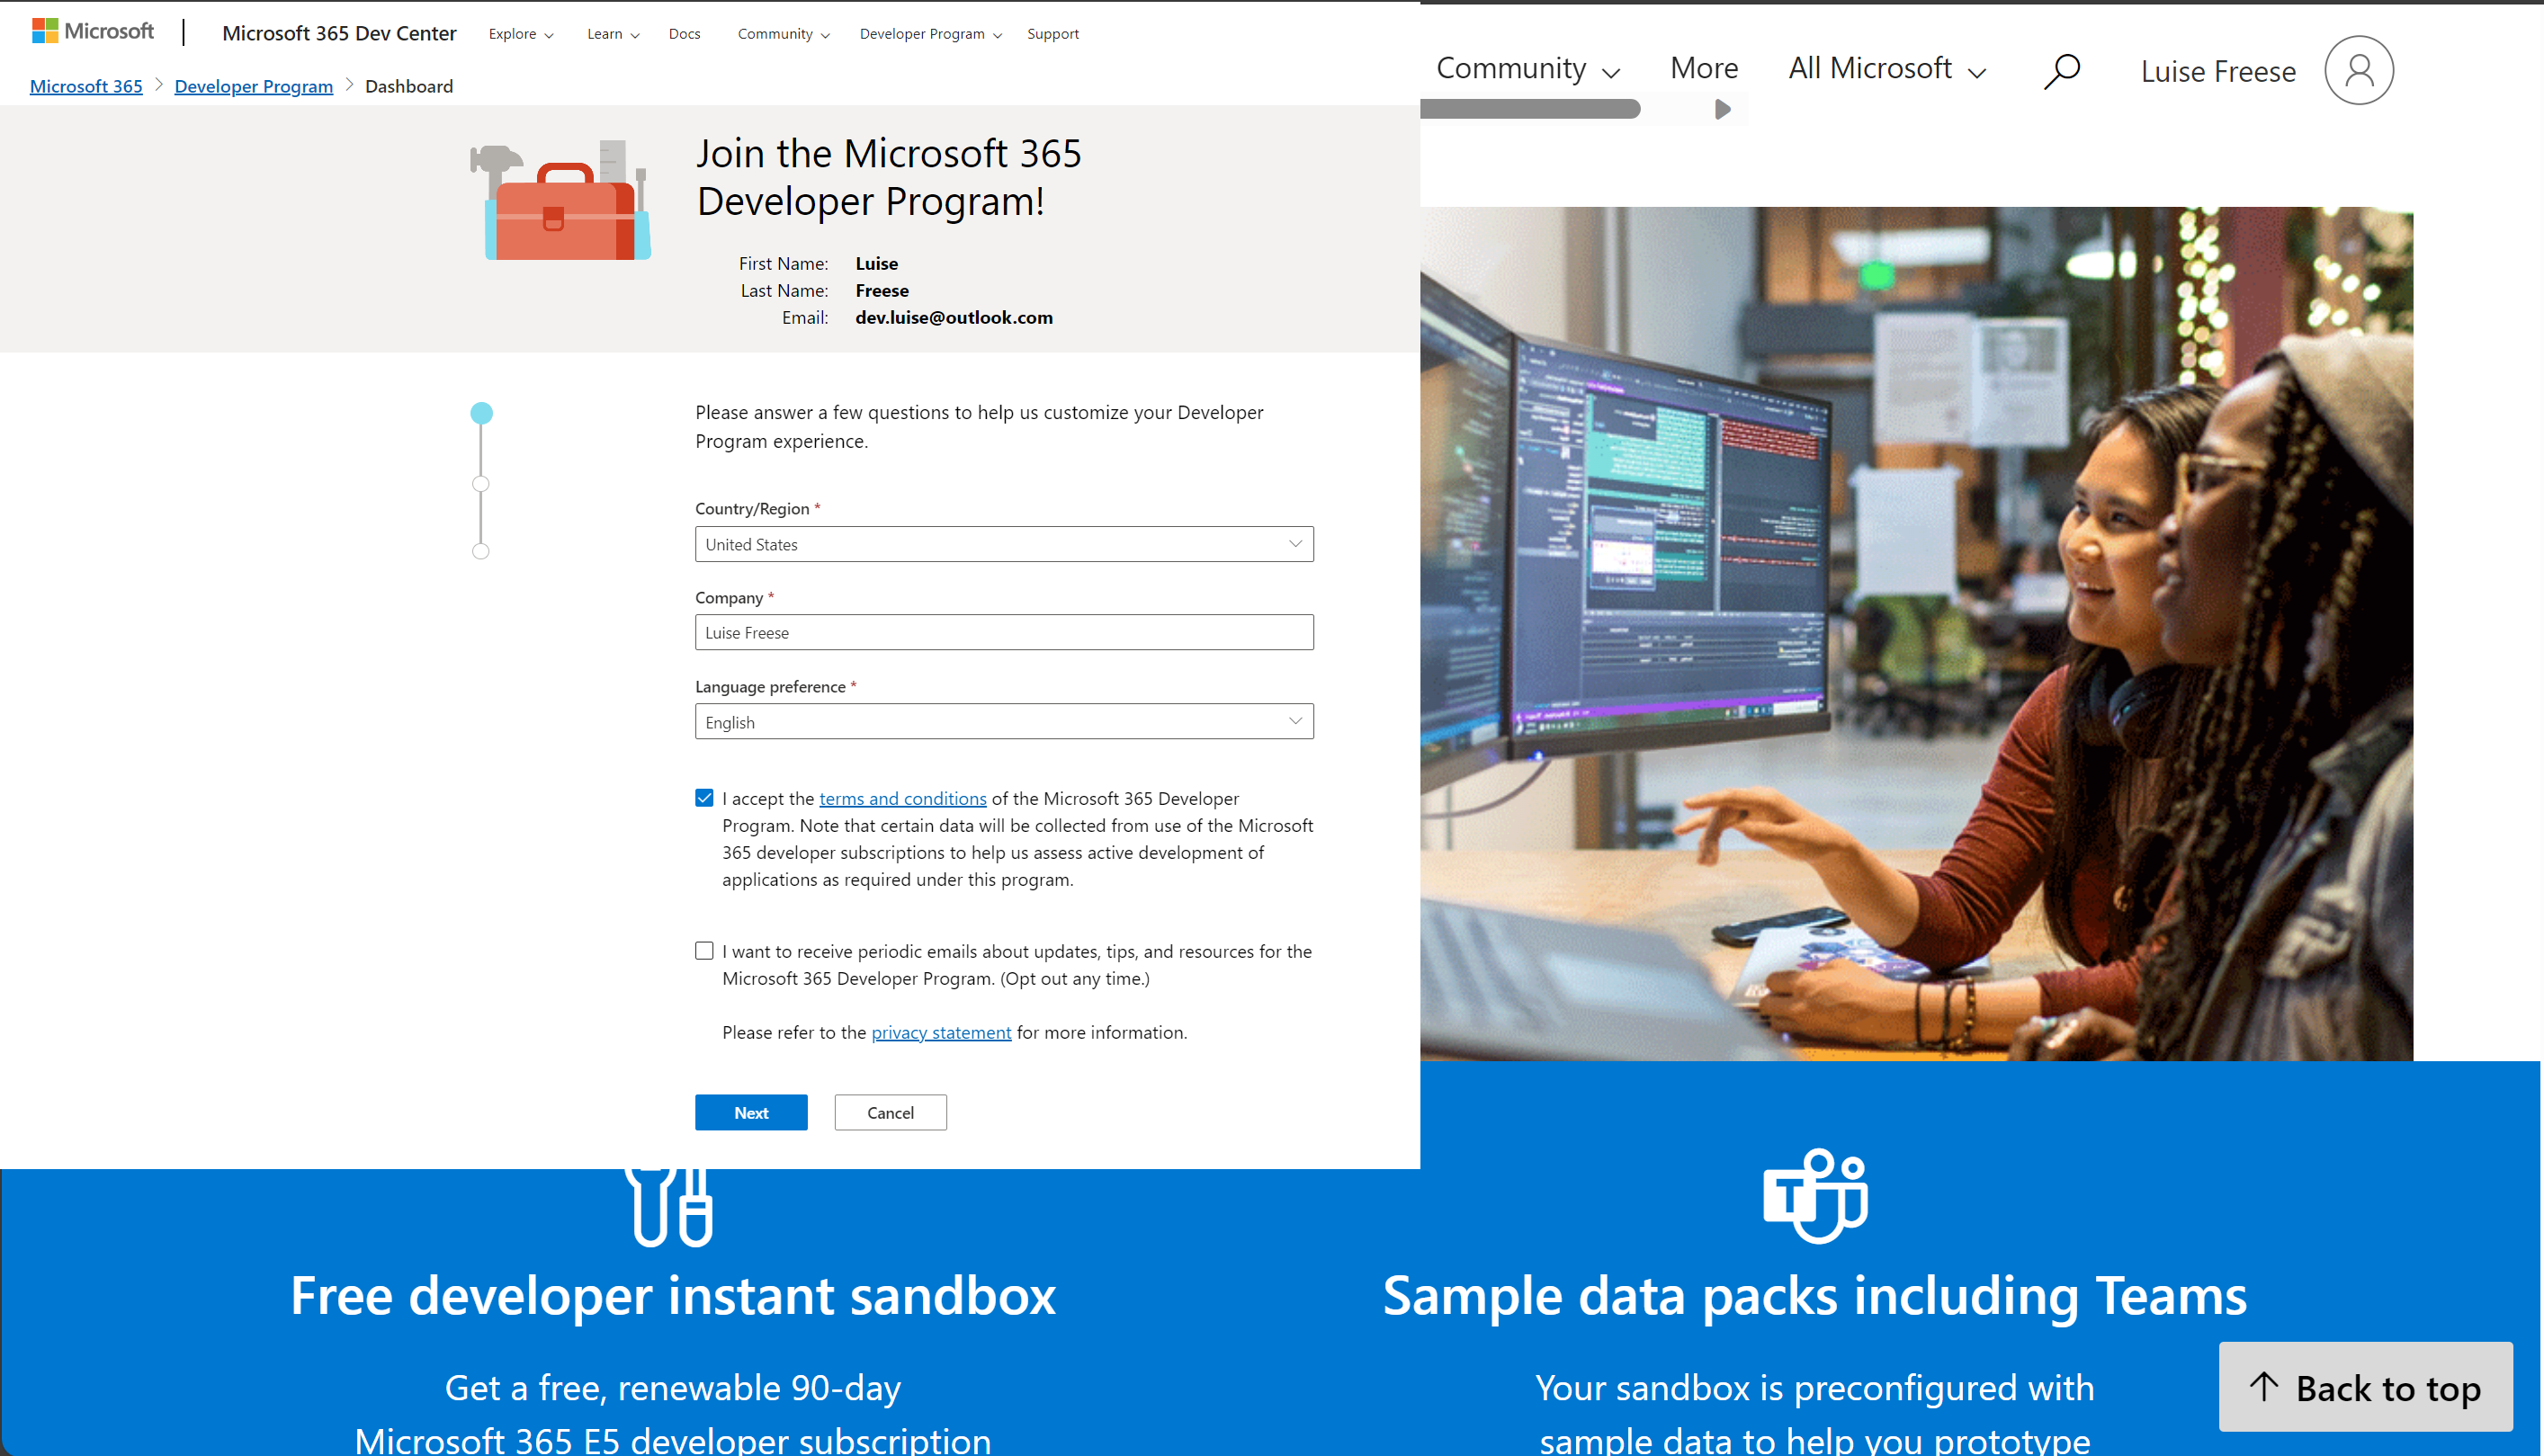 Microsoft
Microsoft 365 Dev Center
Explore
Learn
Docs
Community
Developer Program
Support
Microsoft 365 > Developer Program > Dashboard
Community
More
All Microsoft
Luise Freese
Join the Microsoft 365
Developer Program!
First Name: Luise
Last Name: Freese
Email: dev.luise@outlook.com
Please answer a few questions to help us customize your Developer
Program experience.
Country/Region *
United States
Company *
Luise Freese
Language preference *
English
I accept the terms and conditions of the Microsoft 365 Developer
Program. Note that certain data will be collected from use of the Microsoft
365 developer subscriptions to help us assess active development of
applications as required under this program.
I want to receive periodic emails about updates, tips, and resources for the
Microsoft 365 Developer Program. (Opt out any time.)
Please refer to the privacy statement for more information.
Next
Cancel
Free developer instant sandbox
Get a free, renewable 90-day
Microsoft 365 E5 developer subscription
T
Sample data packs including Teams
Your sandbox is preconfigured with
sample data to help you prototype
Back to top